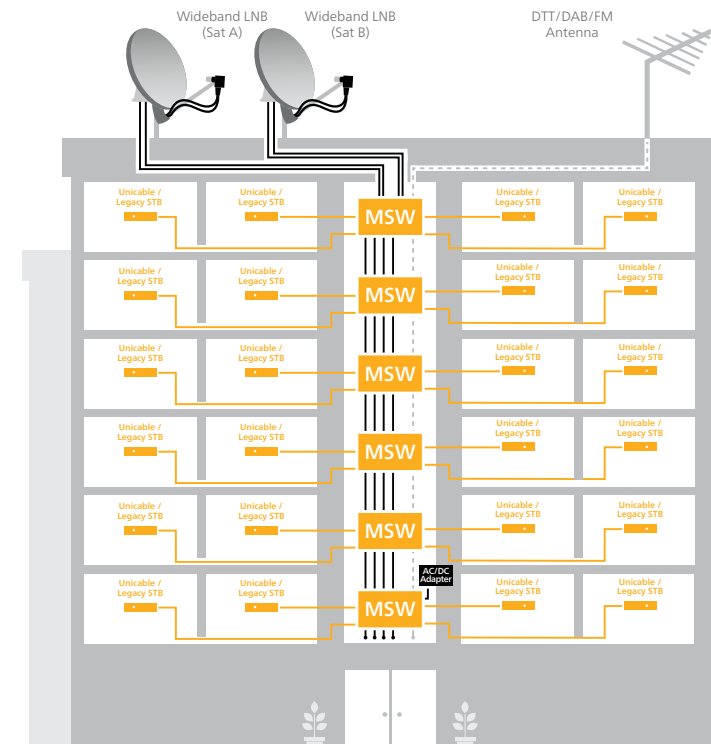 Wideband LNB
(Sat A)
Wideband LNB
(Sat B)
DTT/DAB/FM
Antenna
Unicable /
Legacy STB
Unicable /
Legacy STB
MSW
Unicable /
Legacy STB
Unicable /
Legacy STB
Unicable /
Legacy STB
Unicable /
Legacy STB
MSW
Unicable /
Legacy STB
Unicable /
Legacy STB
Unicable /
Legacy STB
Unicable /
Legacy STB
MSW
Unicable /
Legacy STB
Unicable /
Legacy STB
Unicable /
Legacy STB
Unicable /
Legacy STB
MSW
Unicable /
Legacy STB
Unicable /
Legacy STB
Unicable /
Legacy STB
Unicable /
Legacy STB
MSW
Unicable /
Legacy STB
Unicable /
Legacy STB
AC/DC
Adapter
Unicable /
Legacy STB
Unicable /
Legacy STB
MSW
Unicable /
Legacy STB
Unicable /
Legacy STB